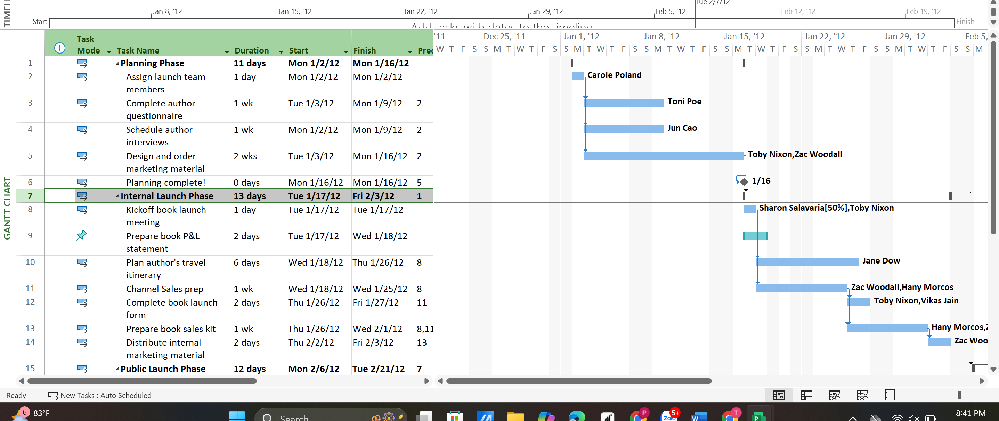 TIMELI
Jan 8, '12
Jan 15, '12
Jan 22, '12
Jan 29, '12
Feb 5, '12
Tue 2/7/12
Feb 12, '12
Feb 19, '12
Start
Add tasks with dates to the timeline
Finish
GANTT CHART
Task Mode Task Name Duration Start Finish Prec
'11 Dec 25, '11 Jan 1, '12 Jan 8, '12 Jan 15, '12 Jan 22, '12 Jan 29, '12 Feb 5,
W T F S S M T W T F S S M T W T F S S M T W T F S S M T W T F S S M T W T F S S M T W T F S S M
1 Planning Phase 11 days Mon 1/2/12 Mon 1/16/12
2 Assign launch team members 1 day Mon 1/2/12 Mon 1/2/12
3 Complete author questionnaire 1 wk Tue 1/3/12 Mon 1/9/12 2
4 Schedule author interviews 1 wk Mon 1/2/12 Mon 1/9/12 2
5 Design and order marketing material 2 wks Tue 1/3/12 Mon 1/16/12 2
6 Planning complete! 0 days Mon 1/16/12 Mon 1/16/12 5
7 Internal Launch Phase 13 days Tue 1/17/12 Fri 2/3/12 1
8 Kickoff book launch meeting 1 day Tue 1/17/12 Tue 1/17/12
9 Prepare book P&L statement 2 days Tue 1/17/12 Wed 1/18/12
10 Plan author's travel itinerary 6 days Wed 1/18/12 Thu 1/26/12 8
11 Channel Sales prep 1 wk Wed 1/18/12 Wed 1/25/12 8
12 Complete book launch form 2 days Thu 1/26/12 Fri 1/27/12 11
13 Prepare book sales kit 1 wk Thu 1/26/12 Wed 2/1/12 8,11
14 Distribute internal marketing material 2 days Thu 2/2/12 Fri 2/3/12 13
15 Public Launch Phase 12 days Mon 2/6/12 Tue 2/21/12 7
Carole Poland
Toni Poe
Jun Cao
Toby Nixon,Zac Woodall
1/16
Sharon Salavaria[50%],Toby Nixon
Jane Dow
Zac Woodall,Hany Morcos
Toby Nixon,Vikas Jain
Hany Morcos,Z
Zac Woo
Ready New Tasks : Auto Scheduled
6 83°F
Search
P
Zalo 5+
W
T
P
8:41 PM